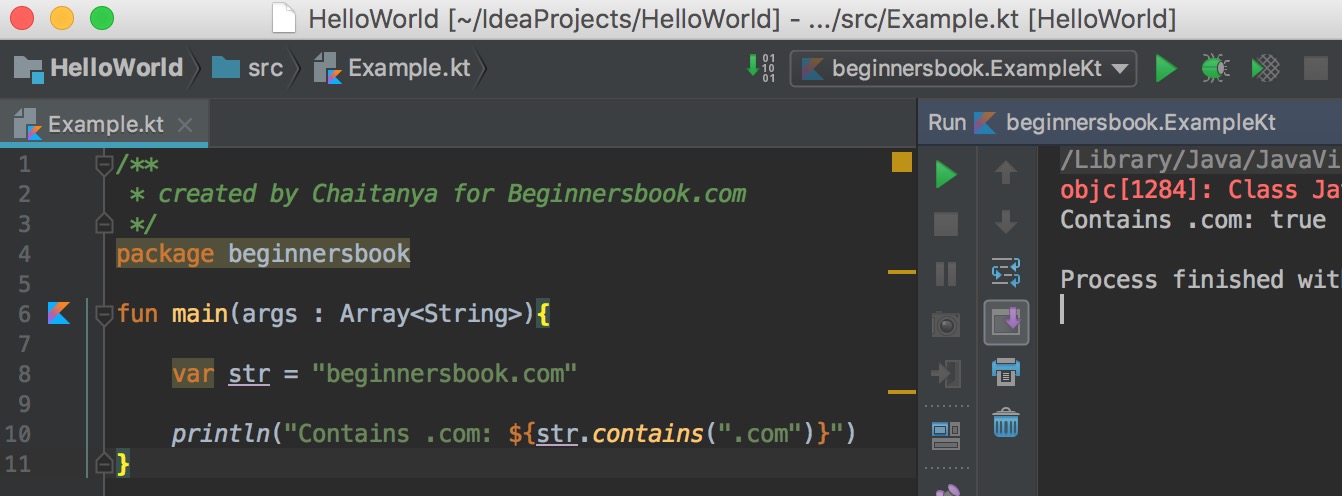 HelloWorld [~/IdeaProjects/HelloWorld] - .../src/Example.kt [HelloWorld]
HelloWorld src Example.kt beginnersbook.ExampleKt
Example.kt
1 /**
2 * created by Chaitanya for Beginnersbook.com
3 */
4 package beginnersbook
5
6 fun main(args : Array<String>){
7
8 var str = "beginnersbook.com"
9
10 println("Contains .com: ${str.contains(".com")}")
11 }
Run beginnersbook.ExampleKt
/Library/Java/JavaVi
objc[1284]: Class Ja
Contains .com: true
Process finished wit